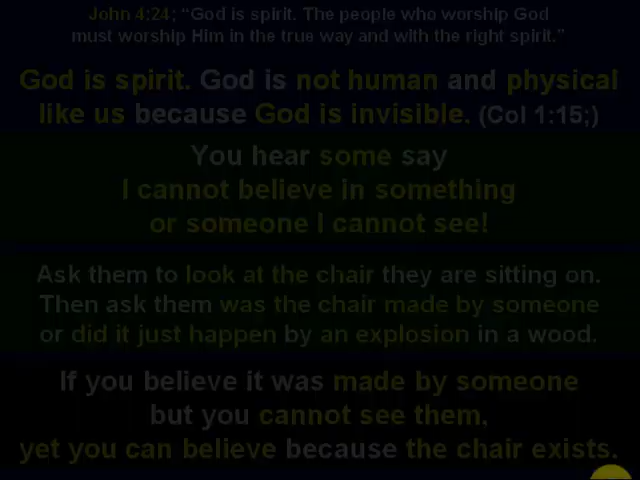 John 4:24; “God is spirit. The people who worship God
must worship Him in the true way and with the right spirit.”
God is spirit. God is not human and physical
like us because God is invisible. (Col 1:15;)
You hear some say
I cannot believe in something
or someone I cannot see!
Ask them to look at the chair they are sitting on.
Then ask them was the chair made by someone
or did it just happen by an explosion in a wood.
If you believe it was made by someone
but you cannot see them,
yet you can believe because the chair exists.